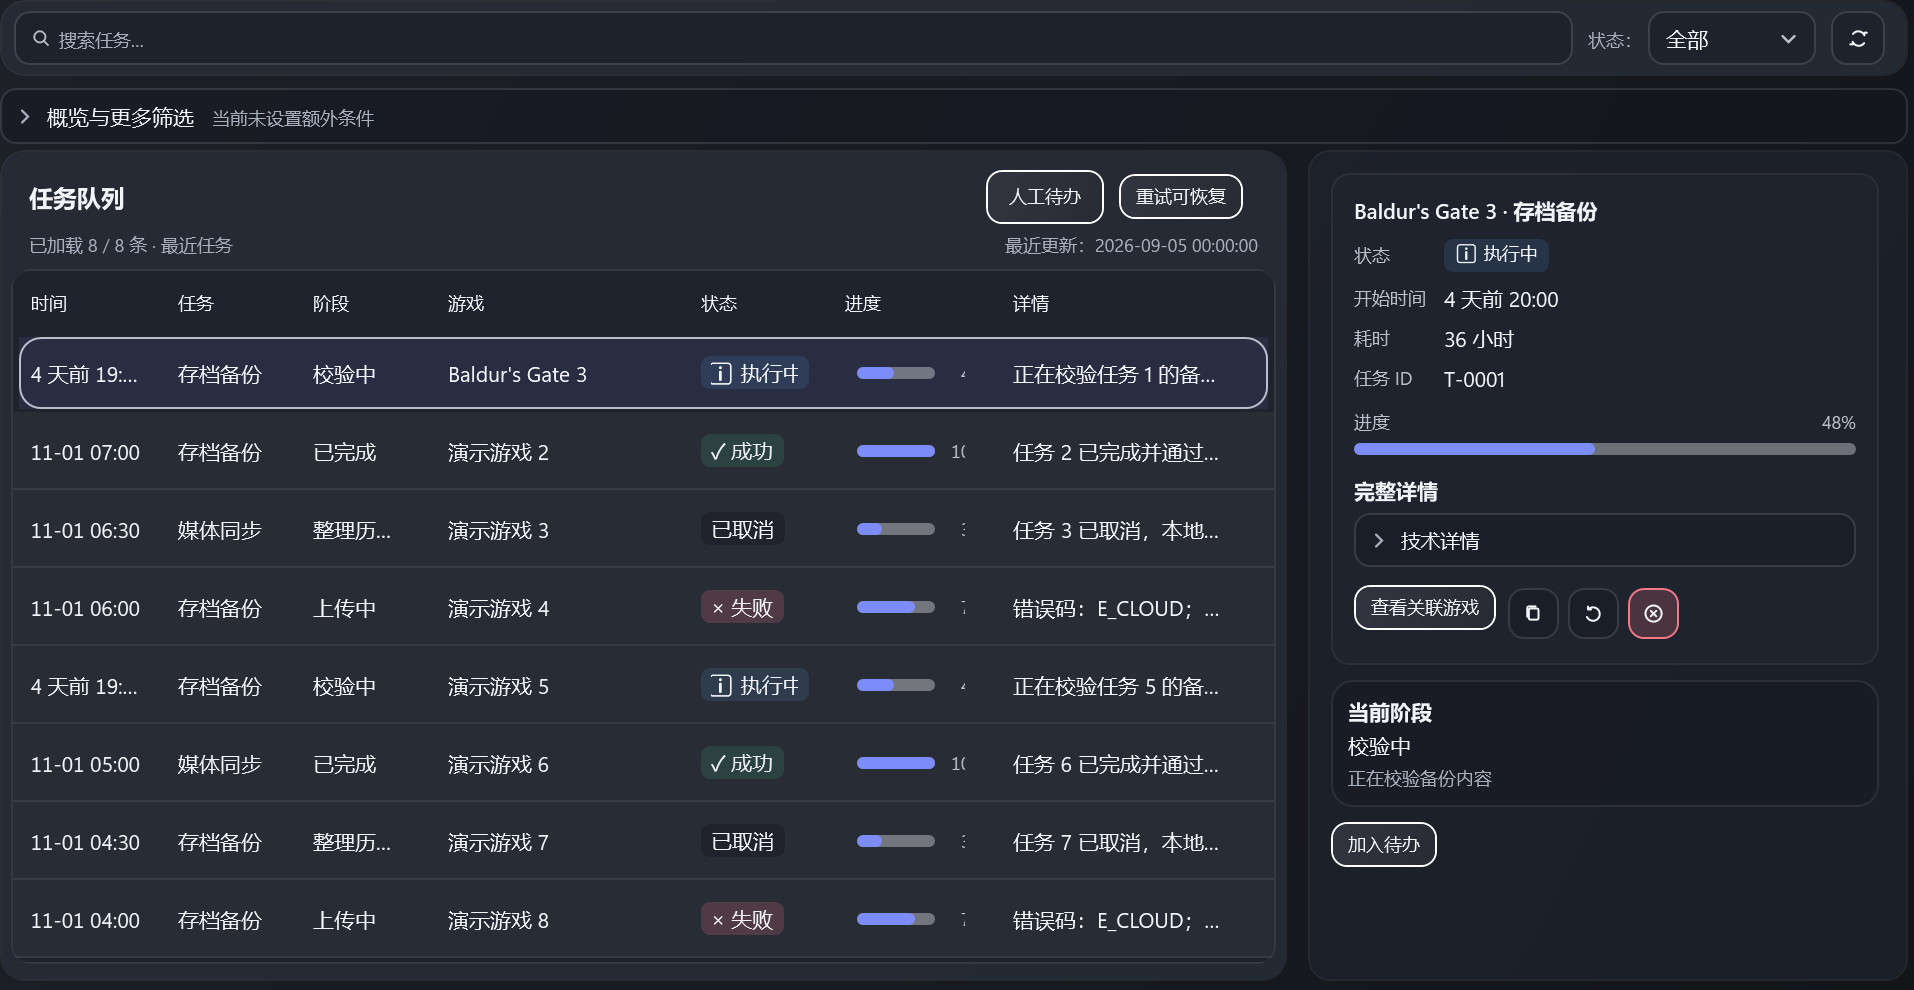 搜索任务...
状态：
全部
概览与更多筛选 当前未设置额外条件
任务队列
人工待办
重试可恢复
已加载 8 / 8 条 · 最近任务
最近更新：2026-09-05 00:00:00
时间 任务 阶段 游戏 状态 进度 详情
4 天前 19:... 存档备份 校验中 Baldur's Gate 3 执行中 正在校验任务 1 的备...
11-01 07:00 存档备份 已完成 演示游戏 2 ✓ 成功 任务 2 已完成并通过...
11-01 06:30 媒体同步 整理历... 演示游戏 3 已取消 任务 3 已取消，本地...
11-01 06:00 存档备份 上传中 演示游戏 4 × 失败 错误码：E_CLOUD；...
4 天前 19:... 存档备份 校验中 演示游戏 5 执行中 正在校验任务 5 的备...
11-01 05:00 媒体同步 已完成 演示游戏 6 ✓ 成功 任务 6 已完成并通过...
11-01 04:30 存档备份 整理历... 演示游戏 7 已取消 任务 7 已取消，本地...
11-01 04:00 存档备份 上传中 演示游戏 8 × 失败 错误码：E_CLOUD；...
Baldur's Gate 3 · 存档备份
状态 执行中
开始时间 4 天前 20:00
耗时 36 小时
任务 ID T-0001
进度 48%
完整详情
技术详情
查看关联游戏
当前阶段
校验中
正在校验备份内容
加入待办